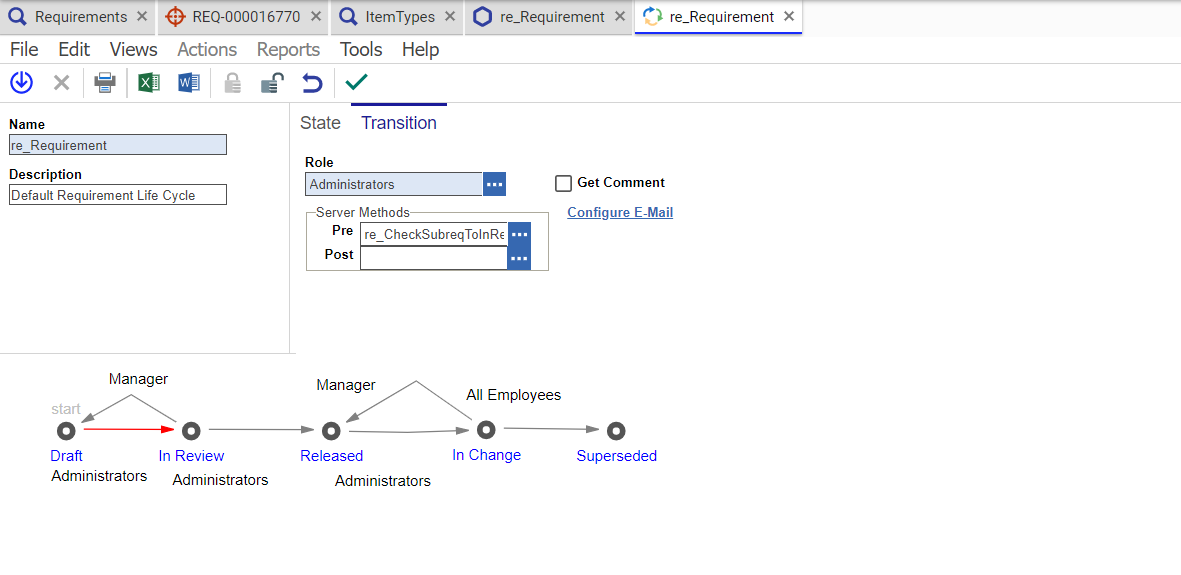 Requirements
REQ-000016770
ItemTypes
re_Requirement
re_Requirement
File Edit Views Actions Reports Tools Help
Name
re_Requirement
Description
Default Requirement Life Cycle
State Transition
Role
Administrators
Get Comment
Configure E-Mail
Server Methods
Pre re_CheckSubreqToInRe
Post
Manager
Manager
All Employees
start
Draft
In Review
Released
In Change
Superseded
Administrators
Administrators
Administrators